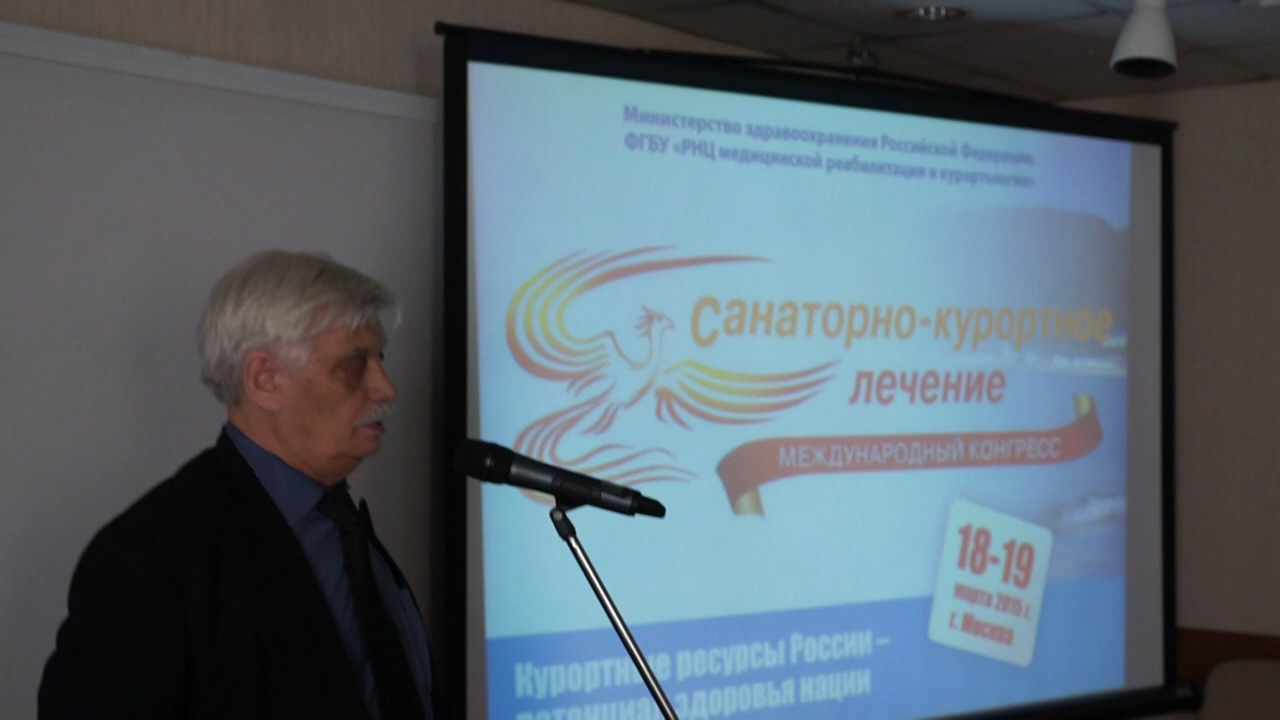 Министерство здравоохранения Российской Федерации,
ФГБУ «РНЦ медицинской реабилитации и курортологии»
Санаторно-курортное
лечение
МЕЖДУНАРОДНЫЙ КОНГРЕСС
18-19
марта 2015 г.
г. Москва
Курортные ресурсы России –
потенциал здоровья нации